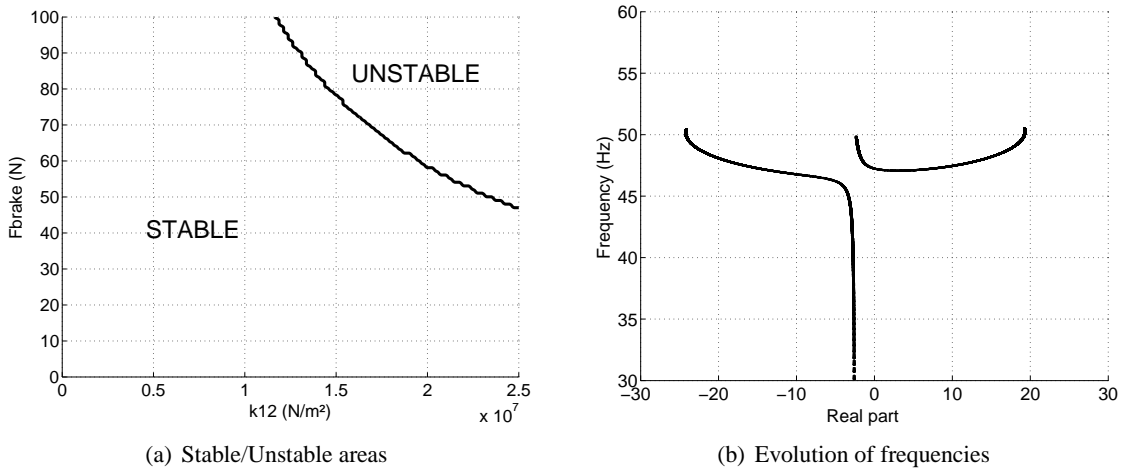 100
90
80
70
60
50
40
30
20
10
0
Fbrake (N)
UNSTABLE
STABLE
0 0.5 1 1.5 2 2.5
k12 (N/m²)
x 10^7
(a) Stable/Unstable areas
60
55
50
45
40
35
30
Frequency (Hz)
−30 −20 −10 0 10 20 30
Real part
(b) Evolution of frequencies